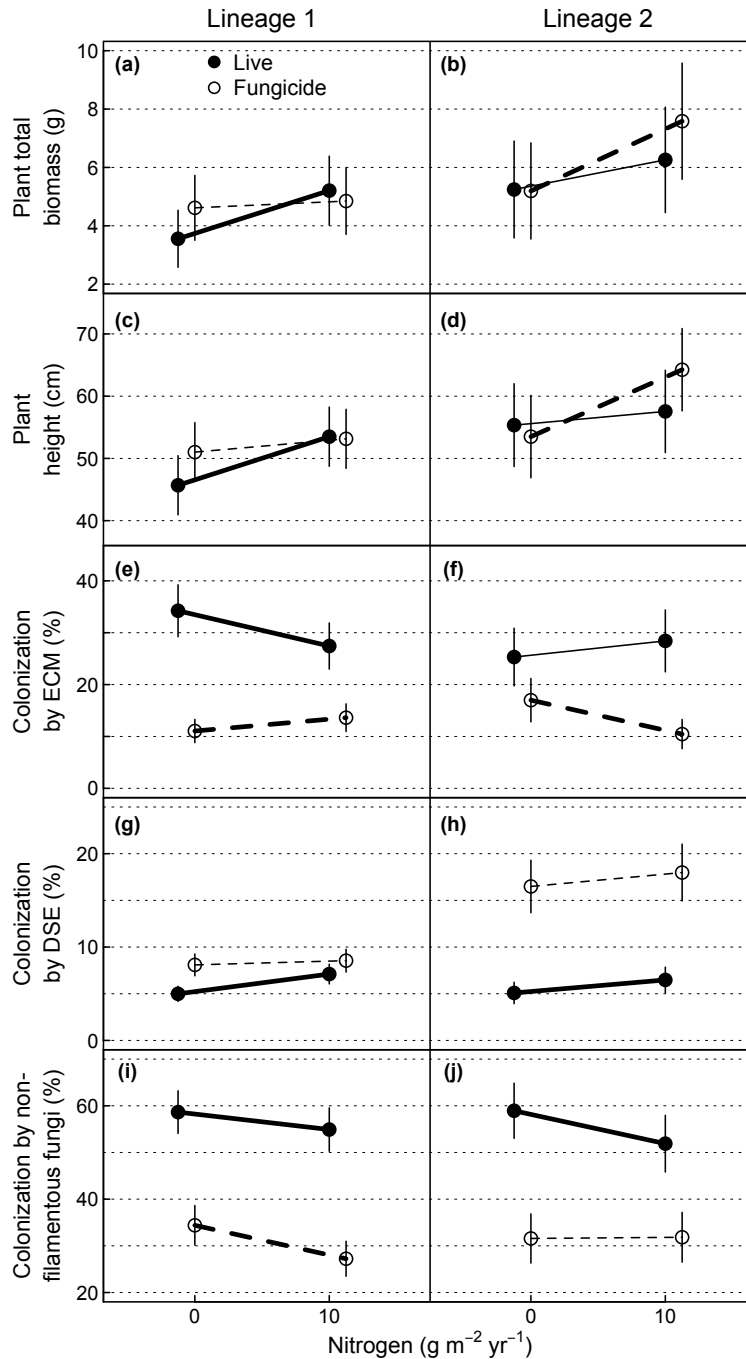 Lineage 1
Lineage 2
(a)
Live
Fungicide
(b)
Plant total
biomass (g)
10
8
6
4
2
(c)
(d)
Plant
height (cm)
70
60
50
40
(e)
(f)
Colonization
by ECM (%)
40
20
0
(g)
(h)
Colonization
by DSE (%)
20
10
0
(i)
(j)
Colonization by non-
filamentous fungi (%)
60
40
20
0
10
0
10
Nitrogen (g m⁻² yr⁻¹)